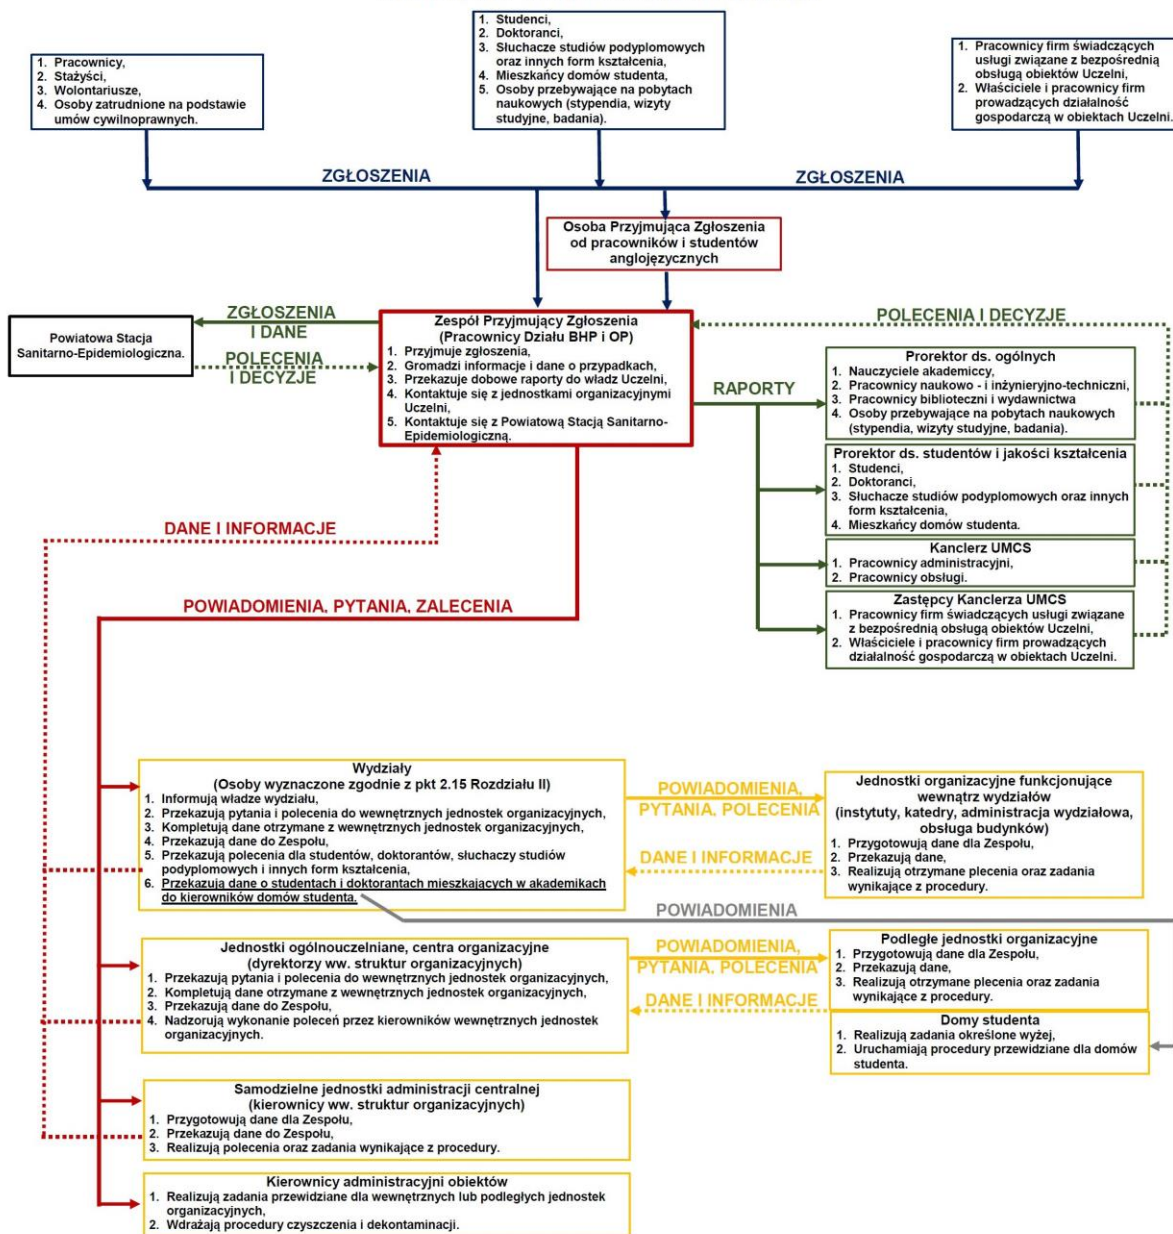 1. Pracownicy,
2. Stażyści,
3. Wolontariusze,
4. Osoby zatrudnione na podstawie
umów cywilnoprawnych.
1. Studenci,
2. Doktoranci,
3. Słuchacze studiów podyplomowych
oraz innych form kształcenia,
4. Mieszkańcy domów studenta,
5. Osoby przebywające na pobytach
naukowych (stypendia, wizyty
studyjne, badania).
1. Pracownicy firm świadczących
usługi związane z bezpośrednią
obsługą obiektów Uczelni,
2. Właściciele i pracownicy firm
prowadzących działalność
gospodarczą w obiektach Uczelni.
ZGŁOSZENIA
ZGŁOSZENIA
Osoba Przyjmująca Zgłoszenia
od pracowników i studentów
anglojęzycznych
Powiatowa Stacja
Sanitarno-Epidemiologiczna.
ZGŁOSZENIA
I DANE
POLECENIA
I DECYZJE
Zespół Przyjmujący Zgłoszenia
(Pracownicy Działu BHP i OP)
1. Przyjmuje zgłoszenia,
2. Gromadzi informacje i dane o przypadkach,
3. Przekazuje dobowe raporty do władz Uczelni,
4. Kontaktuje się z jednostkami organizacyjnymi
Uczelni,
5. Kontaktuje się z Powiatową Stacją Sanitarno-
Epidemiologiczną.
POLECENIA I DECYZJE
RAPORTY
Prorektor ds. ogólnych
1. Nauczyciele akademiccy,
2. Pracownicy naukowo - i inżynieryjno-techniczni,
3. Pracownicy biblioteczni i wydawnictwa
4. Osoby przebywające na pobytach naukowych
(stypendia, wizyty studyjne, badania).
Prorektor ds. studentów i jakości kształcenia
1. Studenci,
2. Doktoranci,
3. Słuchacze studiów podyplomowych oraz innych
form kształcenia,
4. Mieszkańcy domów studenta.
Kanclerz UMCS
1. Pracownicy administracyjni,
2. Pracownicy obsługi.
Zastępcy Kanclerza UMCS
1. Pracownicy firm świadczących usługi związane
z bezpośrednią obsługą obiektów Uczelni,
2. Właściciele i pracownicy firm prowadzących
działalność gospodarczą w obiektach Uczelni.
DANE I INFORMACJE
POWIADOMIENIA, PYTANIA, ZALECENIA
Wydziały
(Osoby wyznaczone zgodnie z pkt 2.15 Rozdziału II)
1. Informują władze wydziału,
2. Przekazują pytania i polecenia do wewnętrznych jednostek organizacyjnych,
3. Kompletują dane otrzymane z wewnętrznych jednostek organizacyjnych,
4. Przekazują dane do Zespołu,
5. Przekazują polecenia dla studentów, doktorantów, słuchaczy studiów
podyplomowych i innych form kształcenia,
6. Przekazują dane o studentach i doktorantach mieszkających w akademikach
do kierowników domów studenta.
POWIADOMIENIA,
PYTANIA, POLECENIA
DANE I INFORMACJE
Jednostki organizacyjne funkcjonujące
wewnątrz wydziałów
(instytuty, katedry, administracja wydziałowa,
obsługa budynków)
1. Przygotowują dane dla Zespołu,
2. Przekazują dane,
3. Realizują otrzymane plecenia oraz zadania
wynikające z procedury.
POWIADOMIENIA
Jednostki ogólnouczelniane, centra organizacyjne
(dyrektorzy ww. struktur organizacyjnych)
1. Przekazują pytania i polecenia do wewnętrznych jednostek organizacyjnych,
2. Kompletują dane otrzymane z wewnętrznych jednostek organizacyjnych,
3. Przekazują dane do Zespołu,
4. Nadzorują wykonanie poleceń przez kierowników wewnętrznych jednostek
organizacyjnych.
POWIADOMIENIA,
PYTANIA, POLECENIA
DANE I INFORMACJE
Podległe jednostki organizacyjne
1. Przygotowują dane dla Zespołu,
2. Przekazują dane,
3. Realizują otrzymane plecenia oraz zadania
wynikające z procedury.
Domy studenta
1. Realizują zadania określone wyżej,
2. Uruchamiają procedury przewidziane dla domów
studenta.
Samodzielne jednostki administracji centralnej
(kierownicy ww. struktur organizacyjnych)
1. Przygotowują dane dla Zespołu,
2. Przekazują dane do Zespołu,
3. Realizują polecenia oraz zadania wynikające z procedury.
Kierownicy administracyjni obiektów
1. Realizują zadania przewidziane dla wewnętrznych lub podległych jednostek
organizacyjnych,
2. Wdrażają procedury czyszczenia i dekontaminacji.